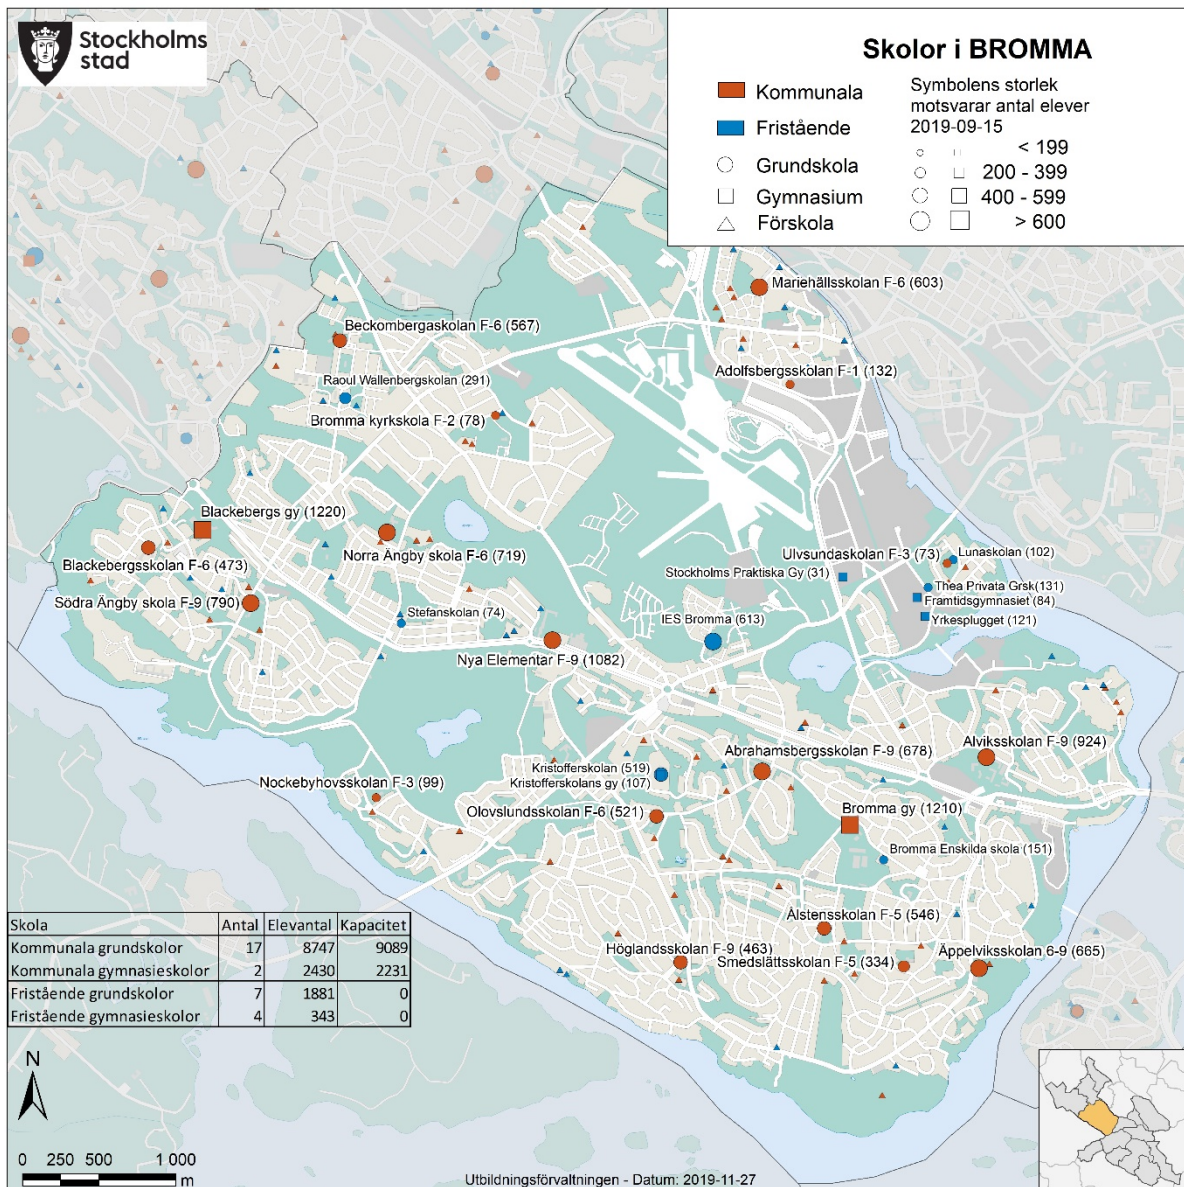 Stockholms
stad
Skolor i BROMMA
Kommunala
Fristående
Grundskola
Gymnasium
Förskola
Symbolens storlek
motsvarar antal elever
2019-09-15
< 199
200 - 399
400 - 599
> 600
Mariehällsskolan F-6 (603)
Beckombergaskolan F-6 (567)
Adolfsbergsskolan F-1 (132)
Raoul Wallenbergskolan (291)
Bromma kyrkskola F-2 (78)
Blackebergs gy (1220)
Norra Ängby skola F-6 (719)
Blackebergsskolan F-6 (473)
Ulvsundaskolan F-3 (73)
Lunaskolan (102)
Stockholms Praktiska Gy (31)
Thea Privata Grsk(131)
Framtidsgymnasiet (84)
Yrkesplugget (121)
Södra Ängby skola F-9 (790)
Stefanskolan (74)
IES Bromma (613)
Nya Elementar F-9 (1082)
Abrahamsbergsskolan F-9 (678)
Alviksskolan F-9 (924)
Kristofferskolan (519)
Kristofferskolans gy (107)
Nockebyhovsskolan F-3 (99)
Olovslundsskolan F-6 (521)
Bromma gy (1210)
Bromma Enskilda skola (151)
Ålstensskolan F-5 (546)
Höglandsskolan F-9 (463)
Smedslättsskolan F-5 (334)
Äppelviksskolan 6-9 (665)
Skola Antal Elevantal Kapacitet
Kommunala grundskolor 17 8747 9089
Kommunala gymnasieskolor 2 2430 2231
Fristående grundskolor 7 1881 0
Fristående gymnasieskolor 4 343 0
N
0 250 500 1 000
m
Utbildningsförvaltningen - Datum: 2019-11-27